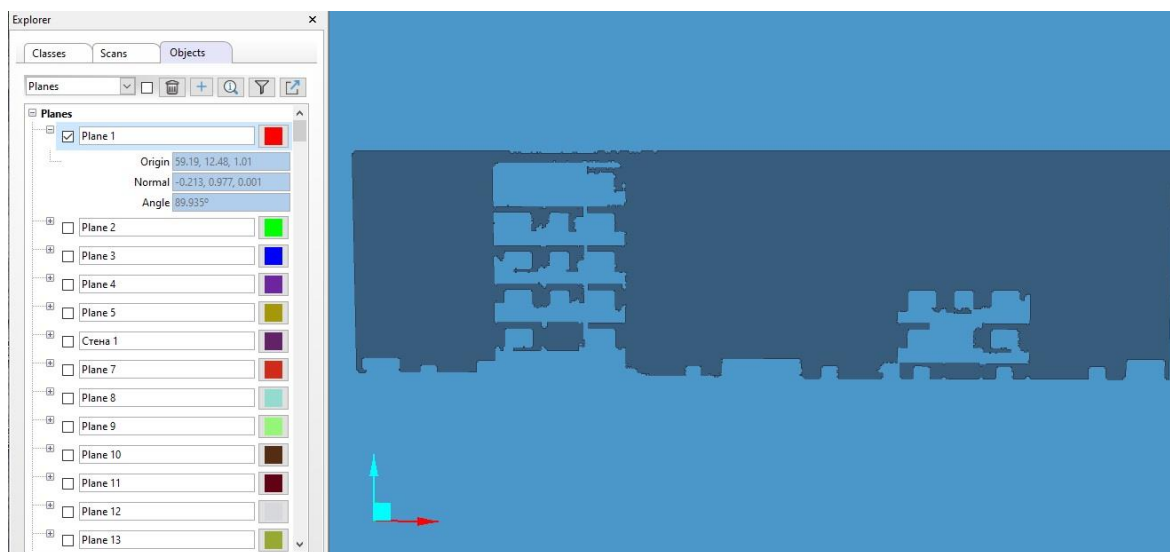 Explorer
Classes Scans Objects
Planes
Planes
Plane 1
Origin 59.19, 12.48, 1.01
Normal -0.213, 0.977, 0.001
Angle 89.935º
Plane 2
Plane 3
Plane 4
Plane 5
Стена 1
Plane 7
Plane 8
Plane 9
Plane 10
Plane 11
Plane 12
Plane 13